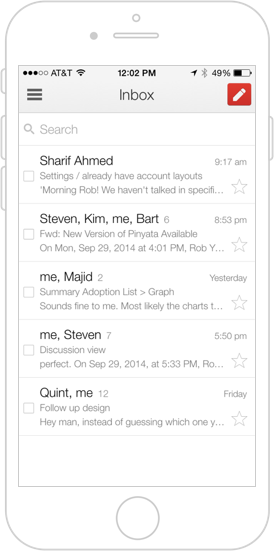 ●●●○○ AT&T 12:02 PM 49%
Inbox
Search
Sharif Ahmed 9:17 am
Settings / already have account layouts
'Morning Rob! We haven't talked in specifi...
Steven, Kim, me, Bart 6 8:53 pm
Fwd: New Version of Pinyata Available
On Mon, Sep 29, 2014 at 4:01 PM, Rob Y...
me, Majid 2 Yesterday
Summary Adoption List > Graph
Sounds fine to me. Most likely the charts t...
me, Steven 7 5:50 pm
Discussion view
perfect. On Sep 29, 2014, at 5:33 PM, Ro...
Quint, me 12 Friday
Follow up design
Hey man, instead of guessing which one y...